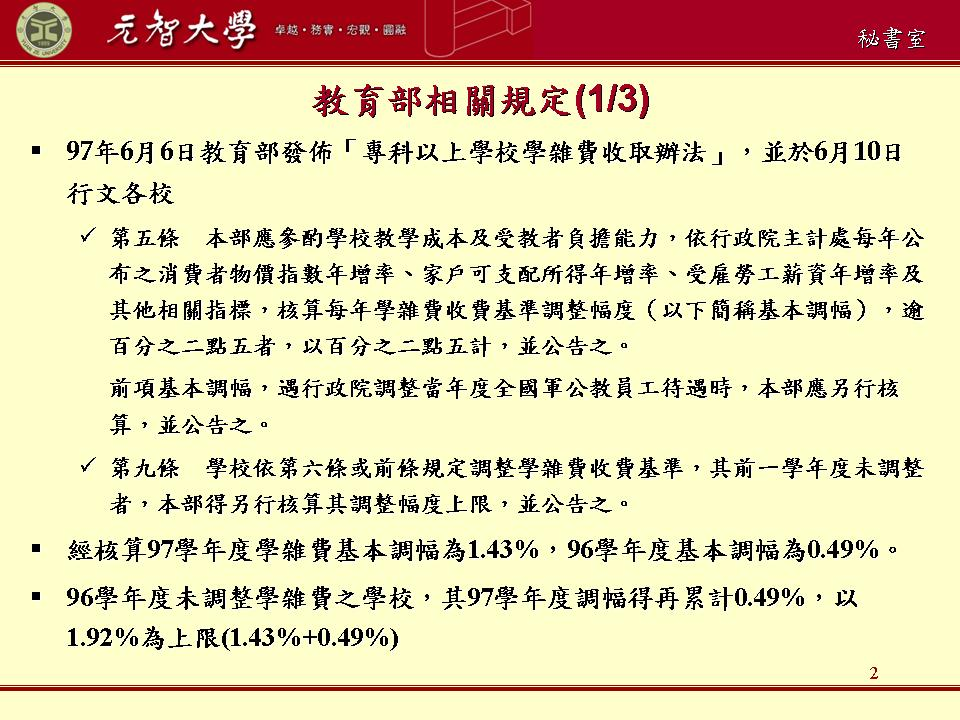 元智大學 卓越・務實・宏觀・圓融
秘書室
教育部相關規定(1/3)
▪ 97年6月6日教育部發佈「專科以上學校學雜費收取辦法」，並於6月10日
行文各校
✓ 第五條　本部應參酌學校教學成本及受教者負擔能力，依行政院主計處每年公
布之消費者物價指數年增率、家戶可支配所得年增率、受雇勞工薪資年增率及
其他相關指標，核算每年學雜費收費基準調整幅度（以下簡稱基本調幅），逾
百分之二點五者，以百分之二點五計，並公告之。
前項基本調幅，遇行政院調整當年度全國軍公教員工待遇時，本部應另行核
算，並公告之。
✓ 第九條　學校依第六條或前條規定調整學雜費收費基準，其前一學年度未調整
者，本部得另行核算其調整幅度上限，並公告之。
▪ 經核算97學年度學雜費基本調幅為1.43%，96學年度基本調幅為0.49%。
▪ 96學年度未調整學雜費之學校，其97學年度調幅得再累計0.49%，以
1.92%為上限(1.43%+0.49%)
2